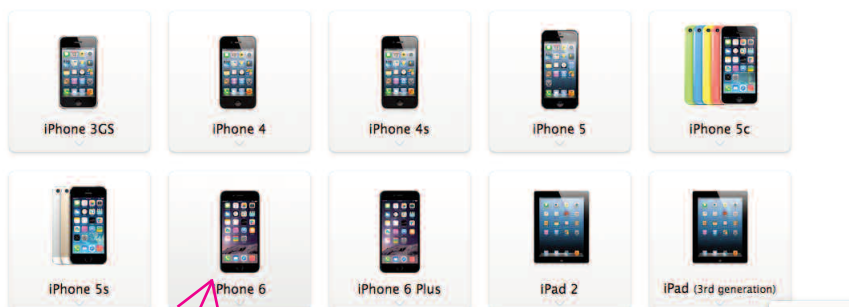 iPhone 3GS
iPhone 4
iPhone 4s
iPhone 5
iPhone 5c
iPhone 5s
iPhone 6
iPhone 6 Plus
iPad 2
iPad (3rd generation)